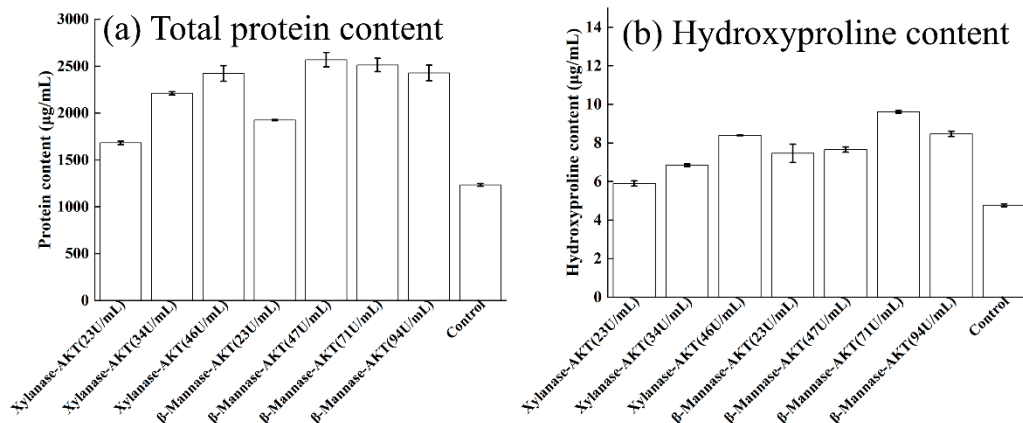 (a) Total protein content
Protein content (μg/mL)
3000
2500
2000
1500
1000
500
0
Xylanase-AKT(23U/mL)
Xylanase-AKT(34U/mL)
Xylanase-AKT(46U/mL)
β-Mannase-AKT(23U/mL)
β-Mannase-AKT(47U/mL)
β-Mannase-AKT(71U/mL)
β-Mannase-AKT(94U/mL)
Control
(b) Hydroxyproline content
Hydroxyproline content (μg/mL)
14
12
10
8
6
4
2
0
Xylanase-AKT(23U/mL)
Xylanase-AKT(34U/mL)
Xylanase-AKT(46U/mL)
β-Mannase-AKT(23U/mL)
β-Mannase-AKT(47U/mL)
β-Mannase-AKT(71U/mL)
β-Mannase-AKT(94U/mL)
Control